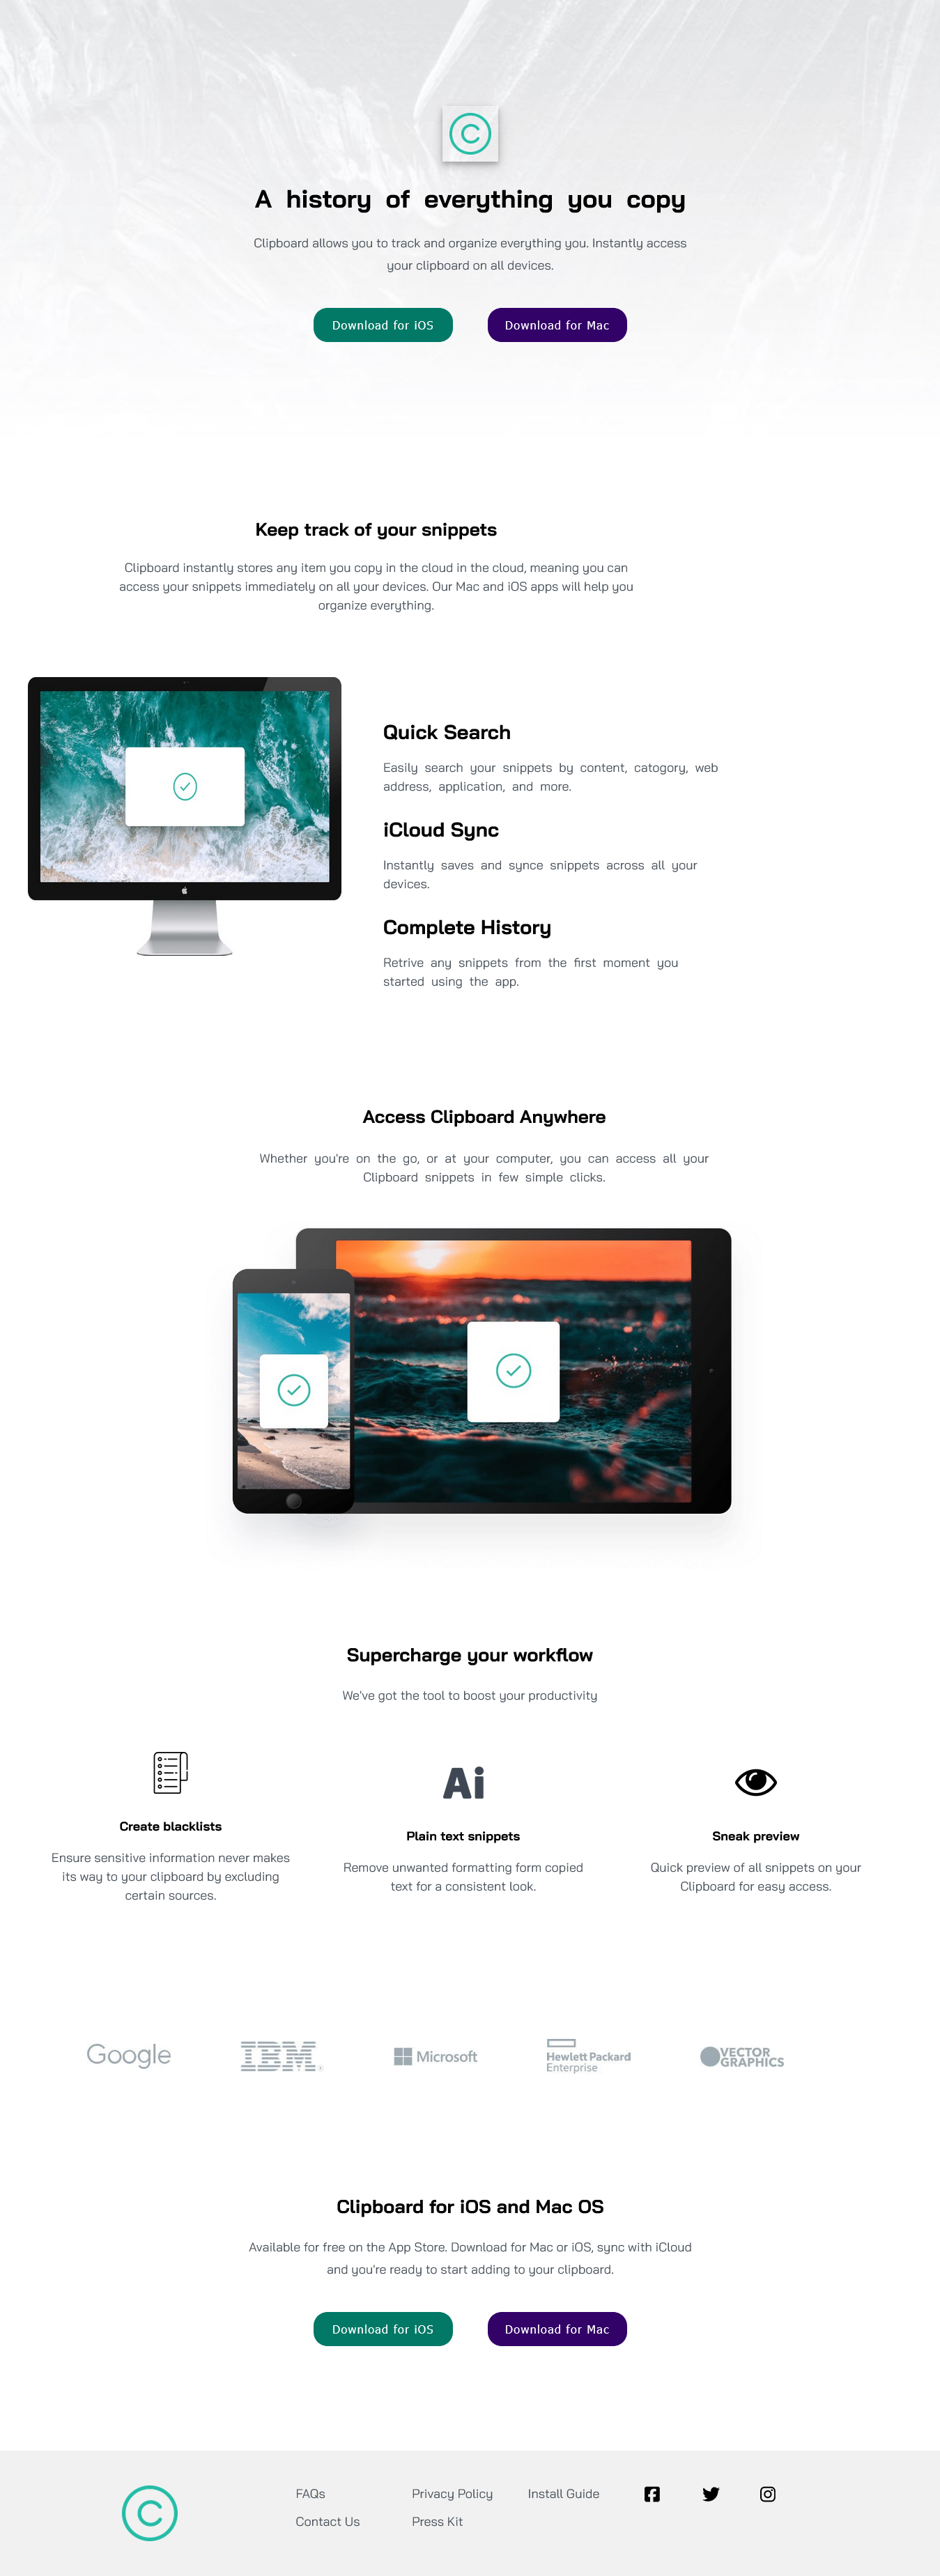 C
A history of everything you copy
Clipboard allows you to track and organize everything you. Instantly access
your clipboard on all devices.
Download for iOS
Download for Mac
Keep track of your snippets
Clipboard instantly stores any item you copy in the cloud in the cloud, meaning you can
access your snippets immediately on all your devices. Our Mac and iOS apps will help you
organize everything.
Quick Search
Easily search your snippets by content, catogory, web
address, application, and more.
iCloud Sync
Instantly saves and synce snippets across all your
devices.
Complete History
Retrive any snippets from the first moment you
started using the app.
Access Clipboard Anywhere
Whether you're on the go, or at your computer, you can access all your
Clipboard snippets in few simple clicks.
Supercharge your workflow
We've got the tool to boost your productivity
Create blacklists
Ensure sensitive information never makes
its way to your clipboard by excluding
certain sources.
Ai
Plain text snippets
Remove unwanted formatting form copied
text for a consistent look.
Sneak preview
Quick preview of all snippets on your
Clipboard for easy access.
Google
IBM®
Microsoft
Hewlett Packard
Enterprise
VECTOR
GRAPHICS
Clipboard for iOS and Mac OS
Available for free on the App Store. Download for Mac or iOS, sync with iCloud
and you're ready to start adding to your clipboard.
Download for iOS
Download for Mac
C
FAQs
Contact Us
Privacy Policy
Press Kit
Install Guide